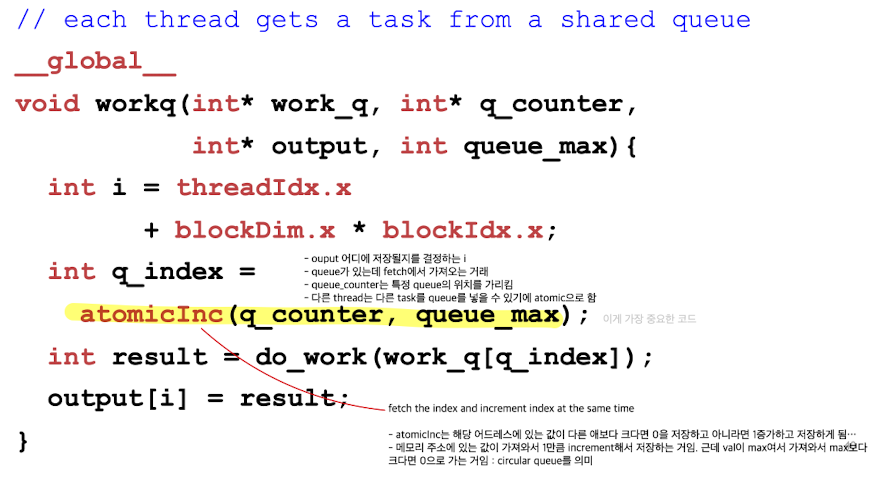 // each thread gets a task from a shared queue
__global__
void workq(int* work_q, int* q_counter,
int* output, int queue_max){
int i = threadIdx.x
+ blockDim.x * blockIdx.x;
- ouput 어디에 저장될지를 결정하는 i
- queue가 있는데 fetch에서 가져오는 거래
- queue_counter는 특정 queue의 위치를 가리킴
- 다른 thread는 다른 task를 queue를 넣을 수 있기에 atomic으로 함
int q_index =
atomicInc(q_counter, queue_max);
이게 가장 중요한 코드
int result = do_work(work_q[q_index]);
output[i] = result;
fetch the index and increment index at the same time
- atomicInc는 해당 어드레스에 있는 값이 다른 애보다 크다면 0을 저장하고 아니라면 1증가하고 저장하게 됨…
- 메모리 주소에 있는 값이 가져와서 1만큼 increment해서 저장하는 거임. 근데 val이 max여서 가져와서 max보다
크다면 0으로 가는 거임 : circular queue를 의미
}